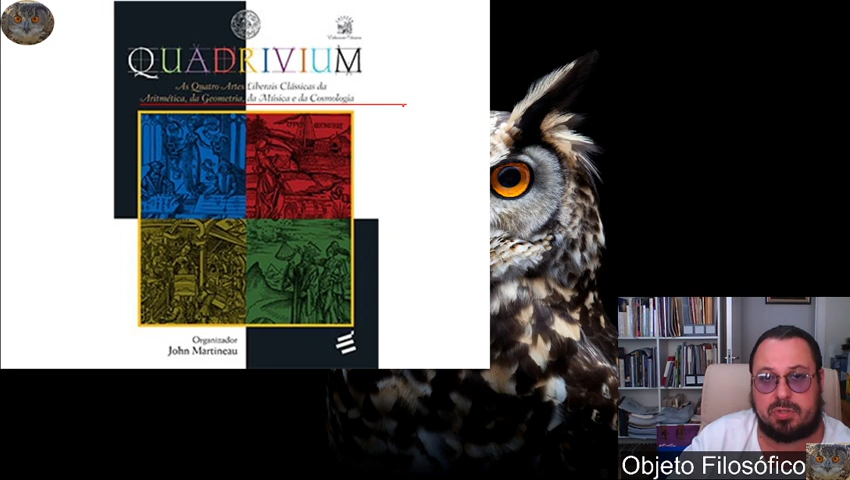 QUADRIVIUM
As Quatro Artes Liberais Clássicas da
Aritmética, da Geometria, da Música e da Cosmologia
Organizador
John Martineau
Objeto Filosófico